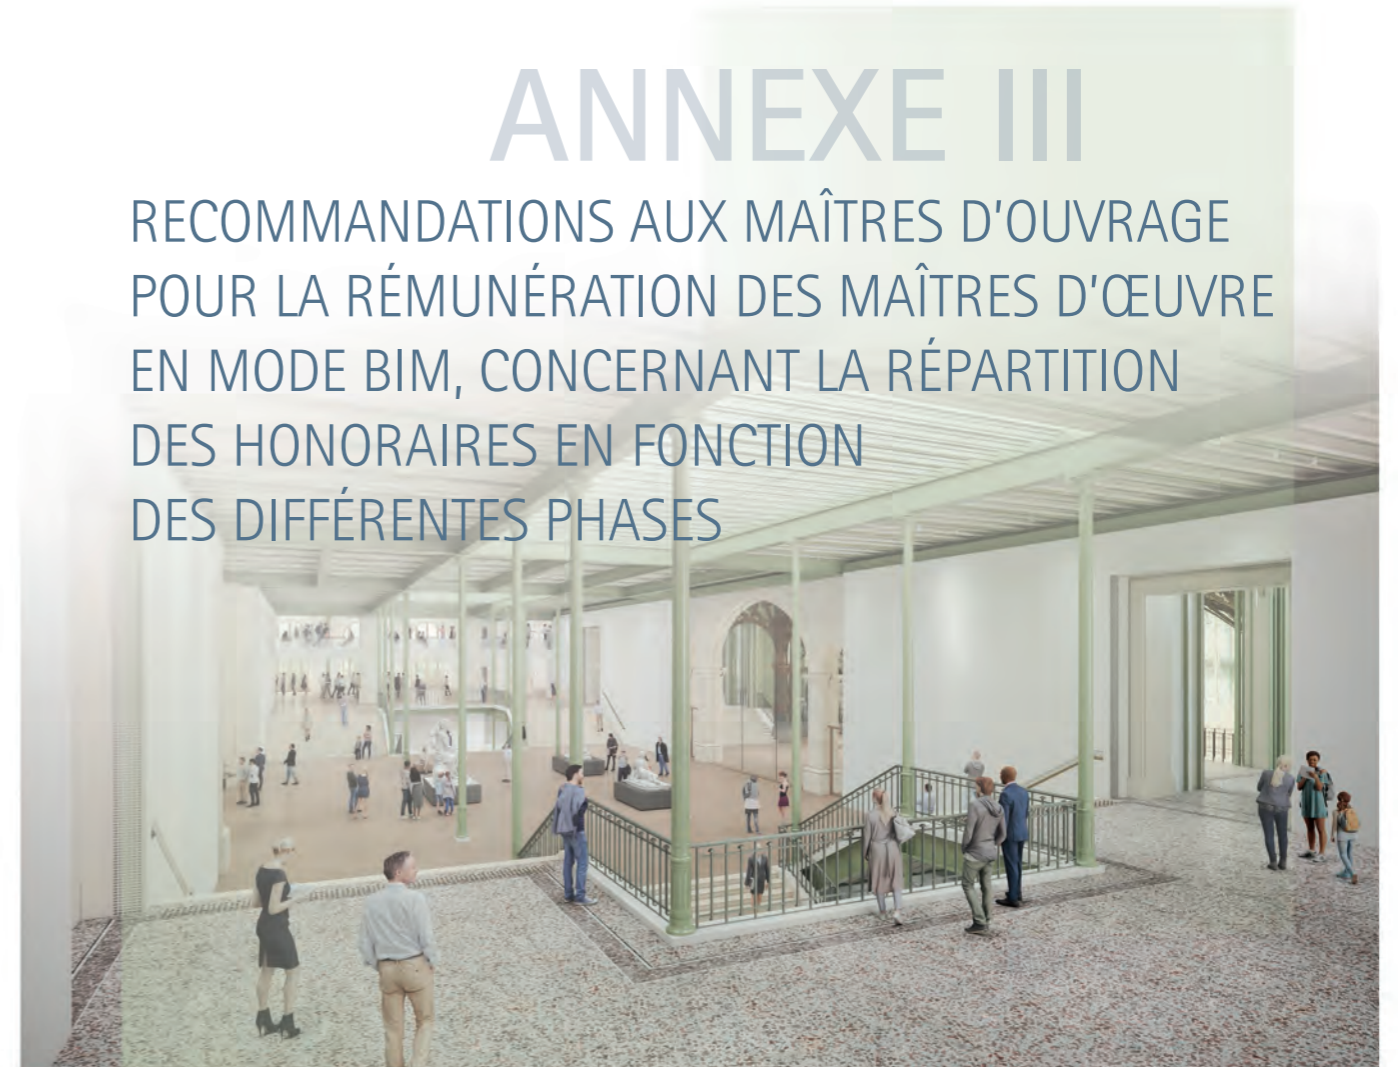 ANNEXE III
RECOMMANDATIONS AUX MAÎTRES D'OUVRAGE
POUR LA RÉMUNÉRATION DES MAÎTRES D'ŒUVRE
EN MODE BIM, CONCERNANT LA RÉPARTITION
DES HONORAIRES EN FONCTION
DES DIFFÉRENTES PHASES